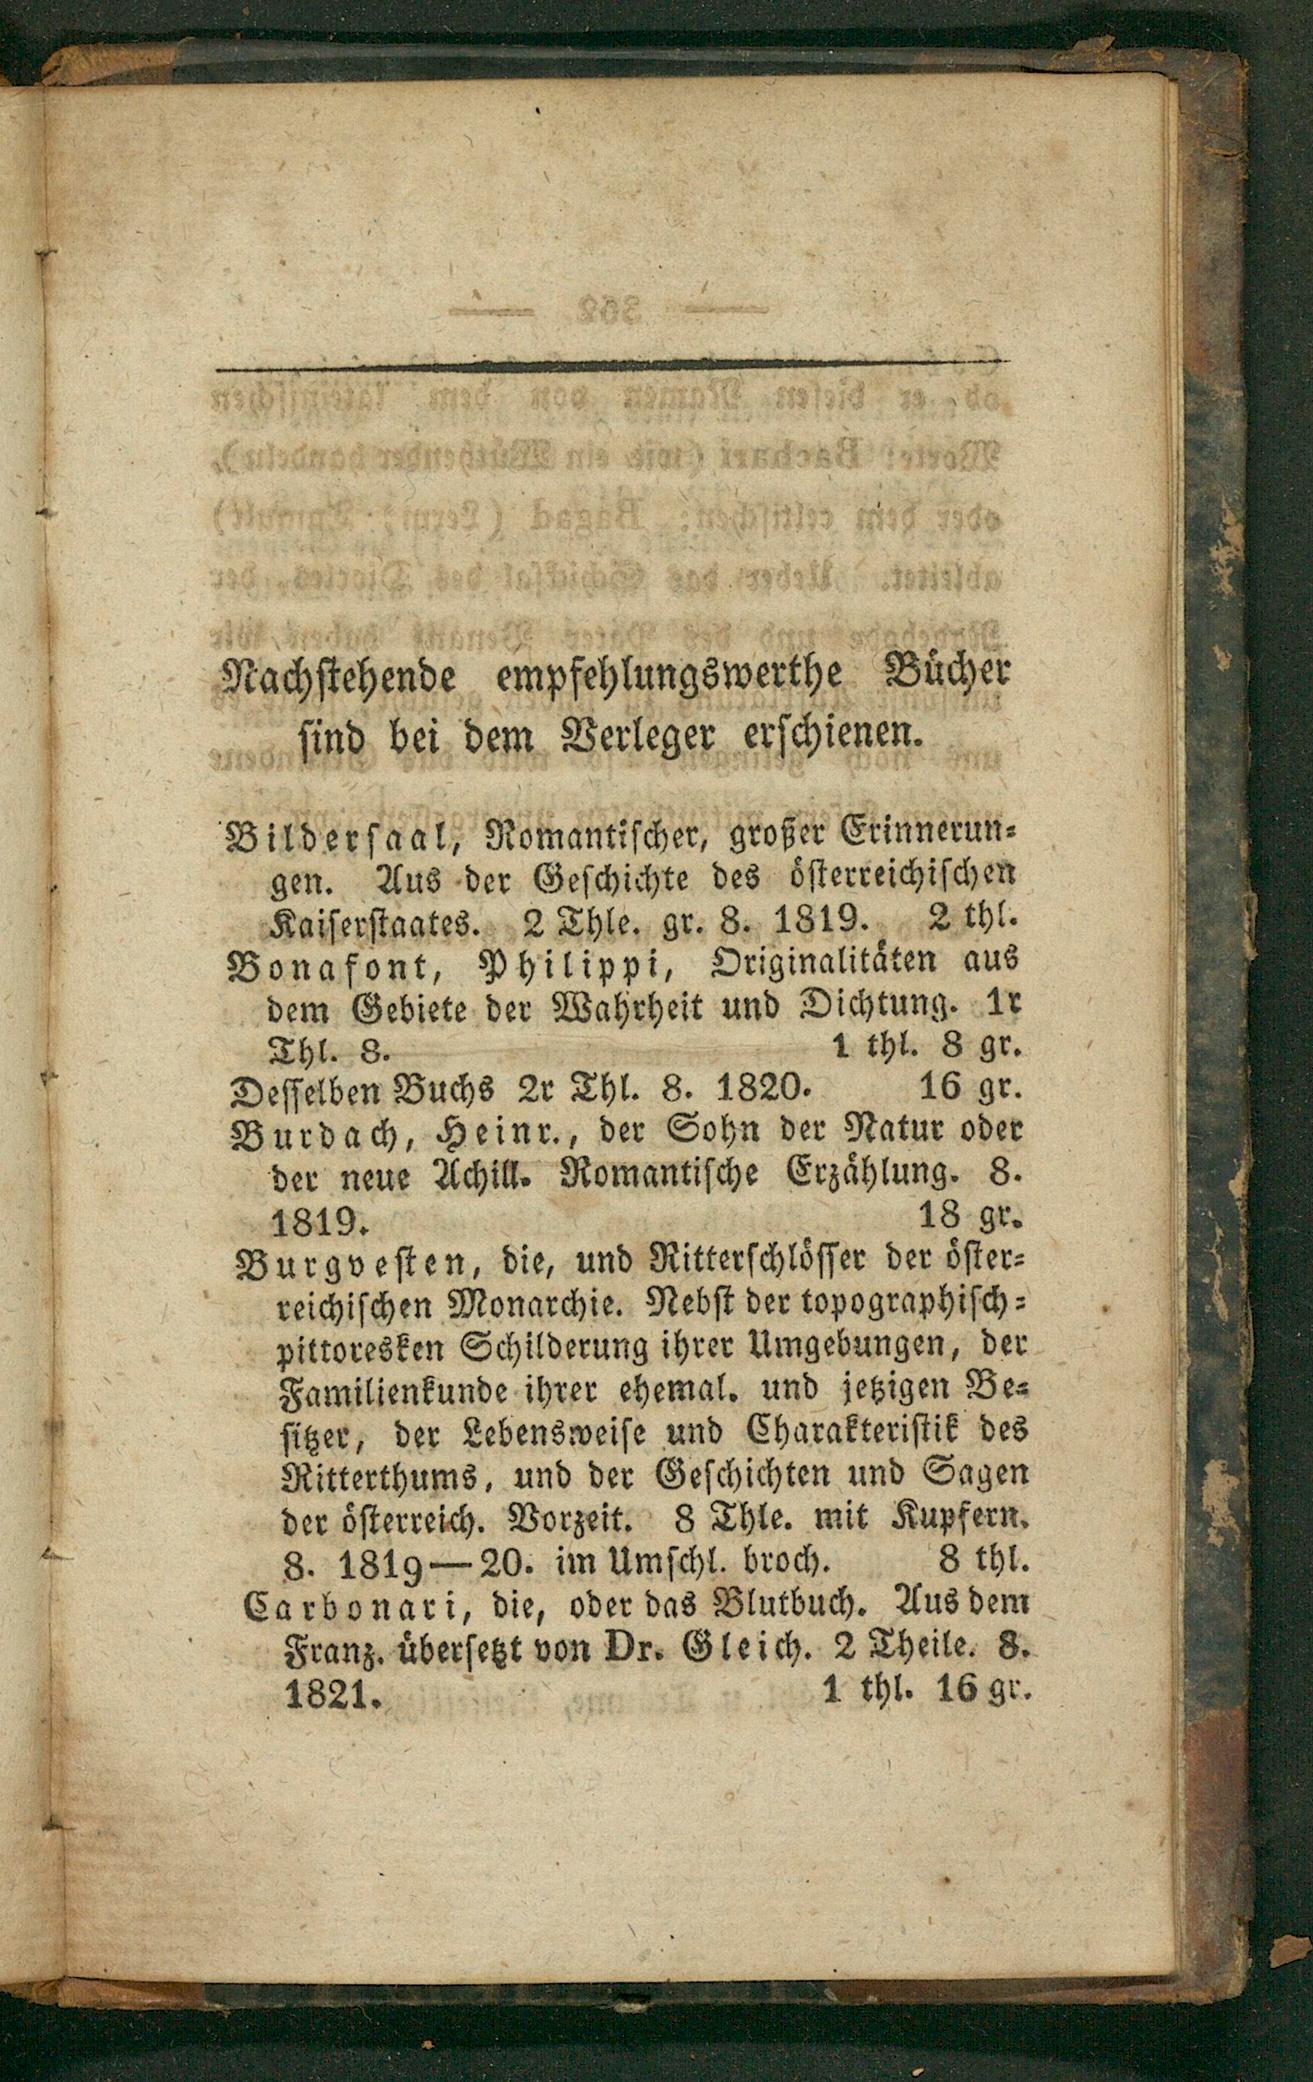 Nachstehende empfehlungswerthe Bücher
sind bei dem Verleger erschienen.
Bildersaal, Romantischer, großer Erinnerun-
gen. Aus der Geschichte des österreichischen
Kaiserstaates. 2 Thle. gr. 8. 1819. 2 thl.
Bonafont, Philippi, Originalitäten aus
dem Gebiete der Wahrheit und Dichtung. 1r
Thl. 8. 1 thl. 8 gr.
Desselben Buchs 2r Thl. 8. 1820. 16 gr.
Burdach, Heinr., der Sohn der Natur oder
der neue Achill. Romantische Erzählung. 8.
1819. 18 gr.
Burgvesten, die, und Ritterschlösser der öster-
reichischen Monarchie. Nebst der topographisch-
pittoresken Schilderung ihrer Umgebungen, der
Familienkunde ihrer ehemal. und jetzigen Be-
sitzer, der Lebensweise und Charakteristik des
Ritterthums, und der Geschichten und Sagen
der österreich. Vorzeit. 8 Thle. mit Kupfern.
8. 1819—20. im Umschl. broch. 8 thl.
Carbonari, die, oder das Blutbuch. Aus dem
Franz. übersetzt von Dr. Gleich. 2 Theile. 8.
1821. 1 thl. 16 gr.